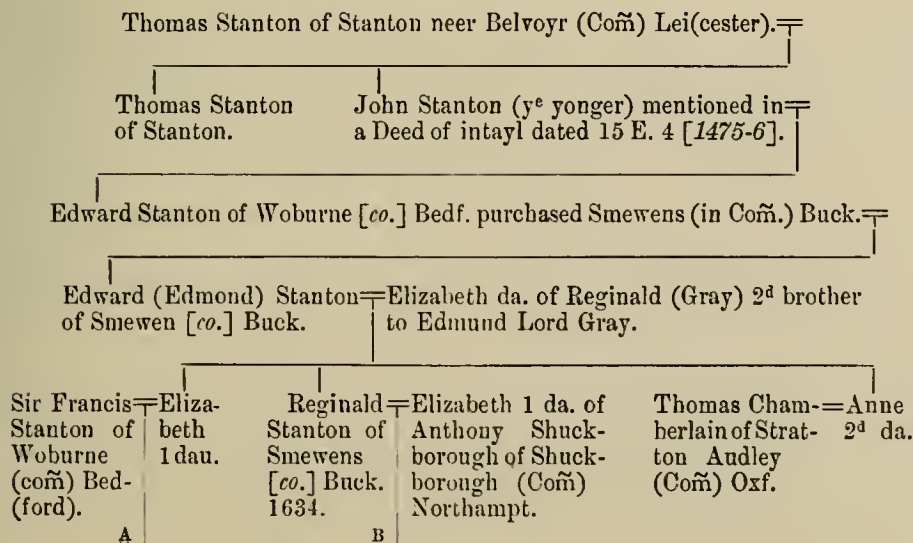 Thomas Stanton of Stanton neer Belvoyr (Com̃) Lei(cester).
Thomas Stanton
of Stanton.
John Stanton (yᵉ yonger) mentioned in
a Deed of intayl dated 15 E. 4 [1475-6].
Edward Stanton of Woburne [co.] Bedf. purchased Smewens (in Com̃.) Buck.
Edward (Edmond) Stanton
of Smewen [co.] Buck.
Elizabeth da. of Reginald (Gray) 2ᵈ brother
to Edmund Lord Gray.
Sir Francis
Stanton of
Woburne
(com̃) Bed-
(ford).
Eliza-
beth
1 dau.
Reginald
Stanton of
Smewens
[co.] Buck.
1634.
Elizabeth 1 da. of
Anthony Shuck-
borough of Shuck-
borough (Com̃)
Northampt.
Thomas Cham-
berlain of Strat-
ton Audley
(Com̃) Oxf.
Anne
2ᵈ da.
A
B